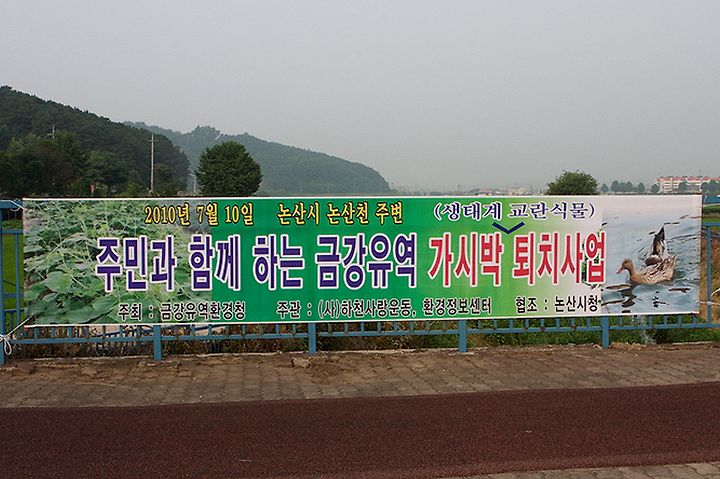 2010년 7월 10일 논산시 논산천 주변 (생태계 교란식물)
주민과 함께 하는 금강유역 가시박 퇴치사업
주최 : 금강유역환경청 주관 : (사)하천사랑운동, 환경정보센터 협조 : 논산시청